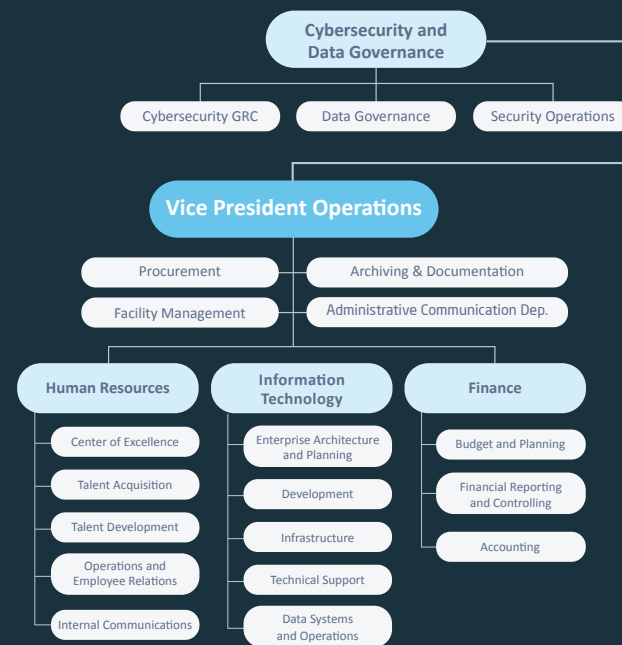 Cybersecurity and
Data Governance
Cybersecurity GRC
Data Governance
Security Operations
Vice President Operations
Procurement
Archiving & Documentation
Facility Management
Administrative Communication Dep.
Human Resources
Information
Technology
Finance
Center of Excellence
Talent Acquisition
Talent Development
Operations and
Employee Relations
Internal Communications
Enterprise Architecture
and Planning
Development
Infrastructure
Technical Support
Data Systems
and Operations
Budget and Planning
Financial Reporting
and Controlling
Accounting